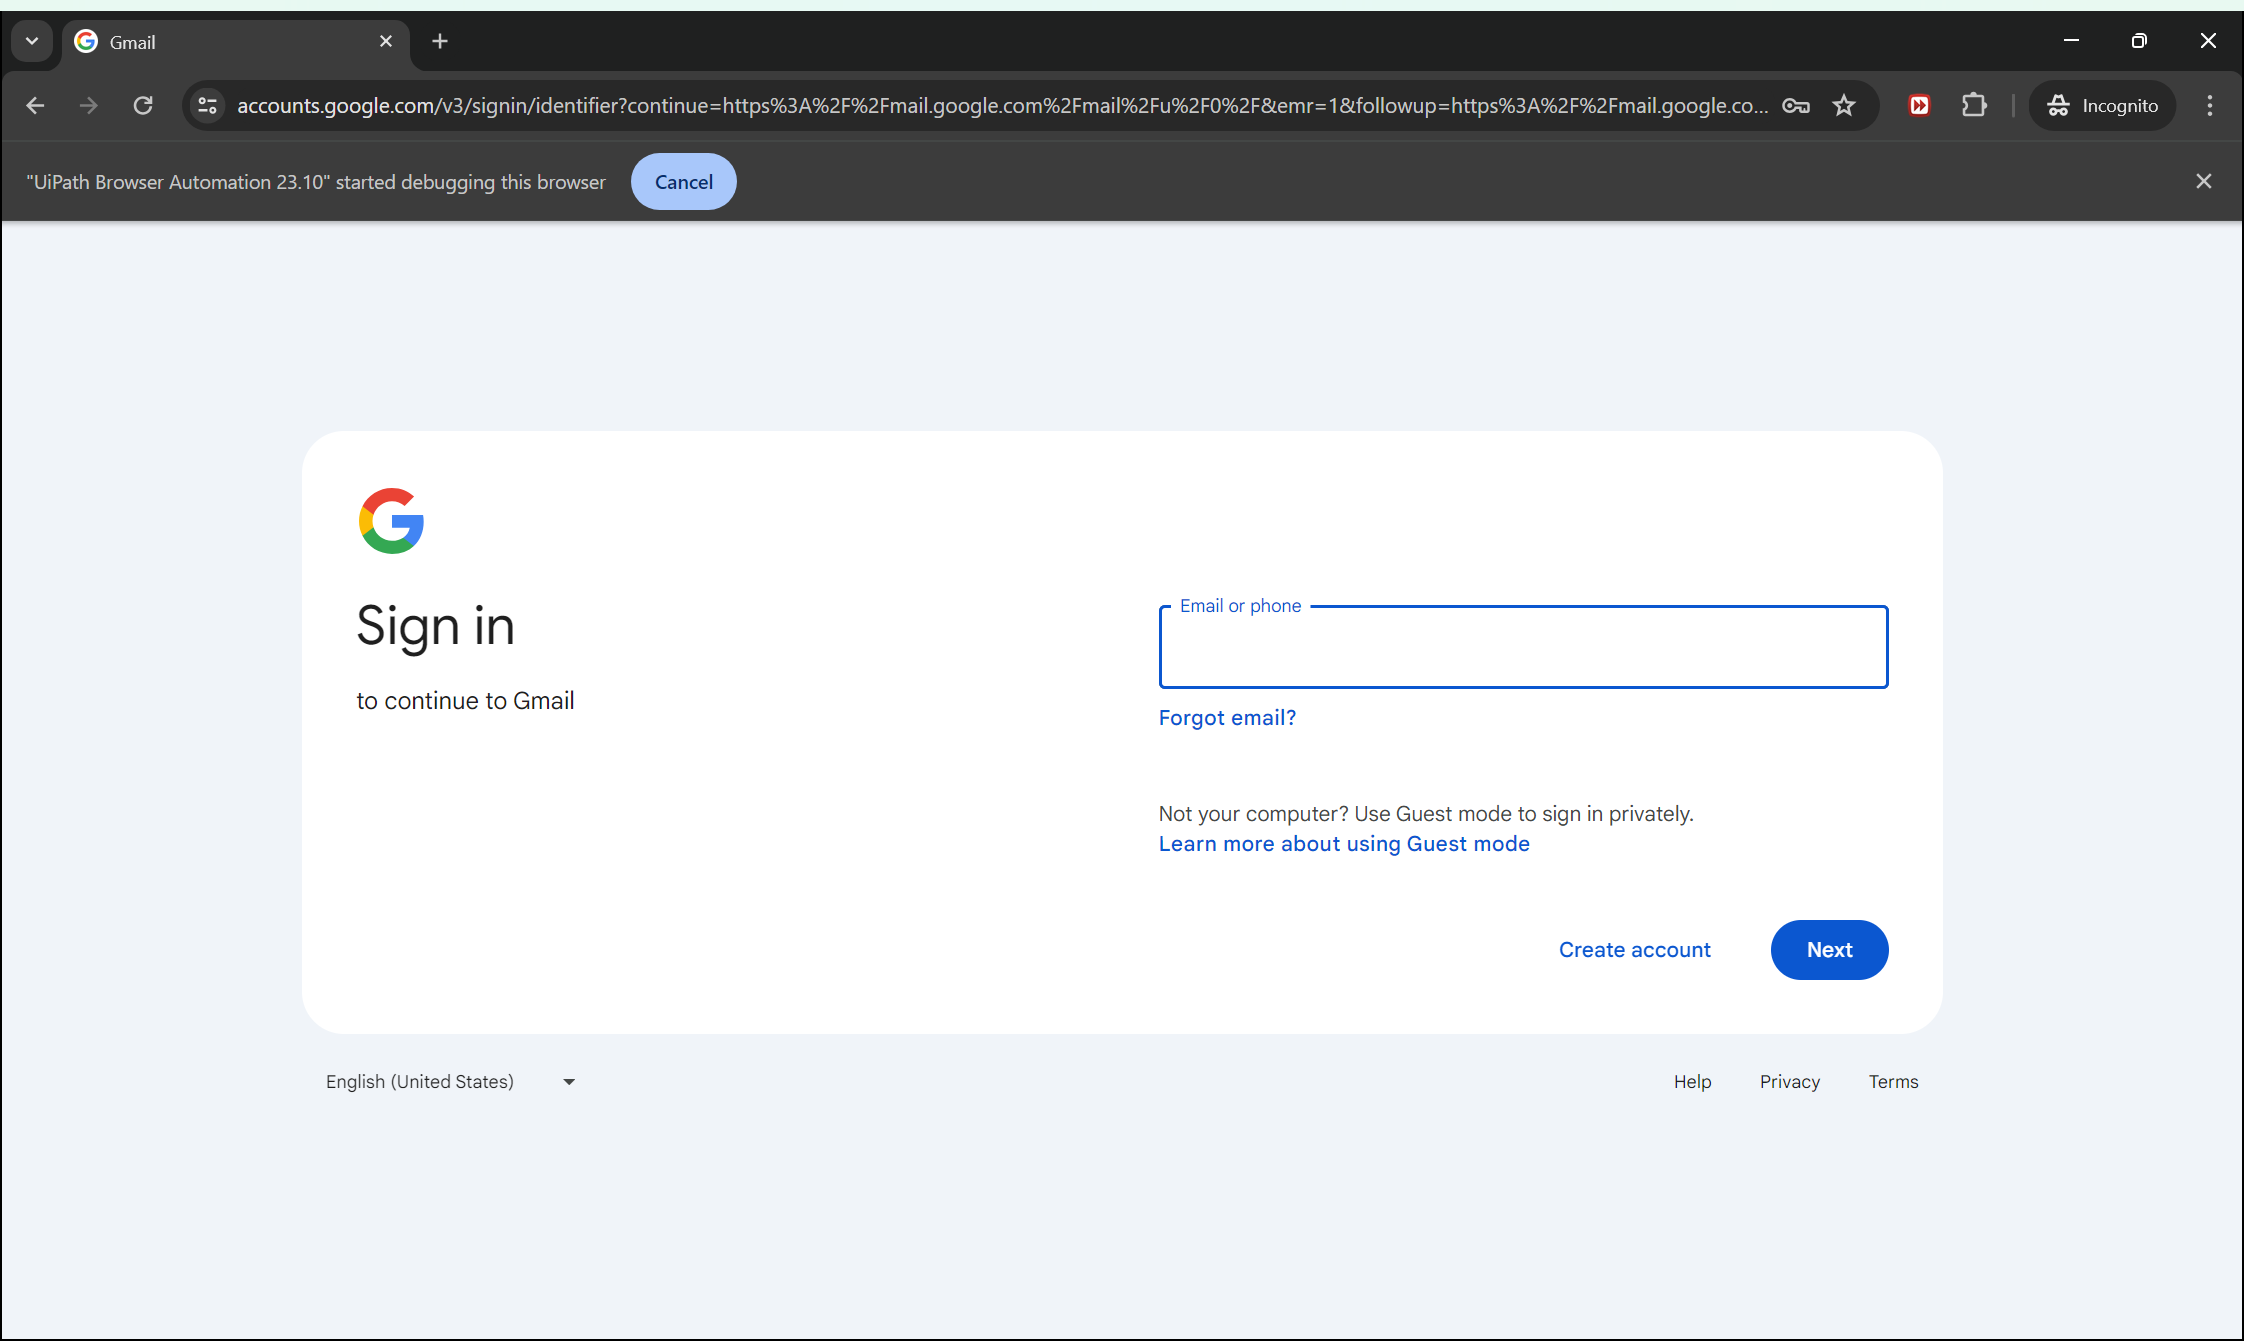 Gmail
accounts.google.com/v3/signin/identifier?continue=https%3A%2F%2Fmail.google.com%2Fmail%2Fu%2F0%2F&emr=1&followup=https%3A%2F%2Fmail.google.co...
Incognito
"UiPath Browser Automation 23.10" started debugging this browser
Cancel
Sign in
to continue to Gmail
Email or phone
Forgot email?
Not your computer? Use Guest mode to sign in privately.
Learn more about using Guest mode
Create account
Next
English (United States)
Help
Privacy
Terms